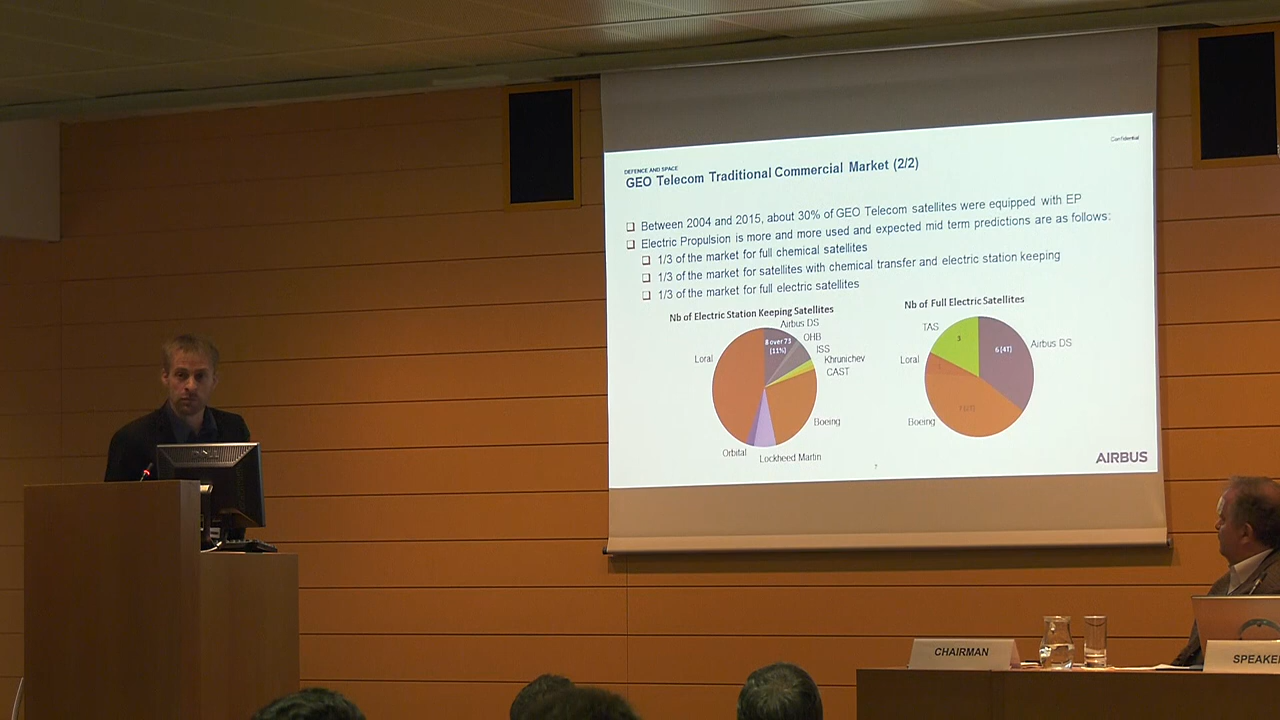 Confidential
DEFENCE AND SPACE
GEO Telecom Traditional Commercial Market (2/2)
❑ Between 2004 and 2015, about 30% of GEO Telecom satellites were equipped with EP
❑ Electric Propulsion is more and more used and expected mid term predictions are as follows:
❑ 1/3 of the market for full chemical satellites
❑ 1/3 of the market for satellites with chemical transfer and electric station keeping
❑ 1/3 of the market for full electric satellites
Nb of Electric Station Keeping Satellites
Airbus DS
OHB
ISS
Khrunichev
CAST
Boeing
Lockheed Martin
Orbital
Loral
8 over 73
(11%)
Nb of Full Electric Satellites
TAS
Airbus DS
Loral
Boeing
3
6 (4T)
7
AIRBUS
DELL
CHAIRMAN
SPEAKE